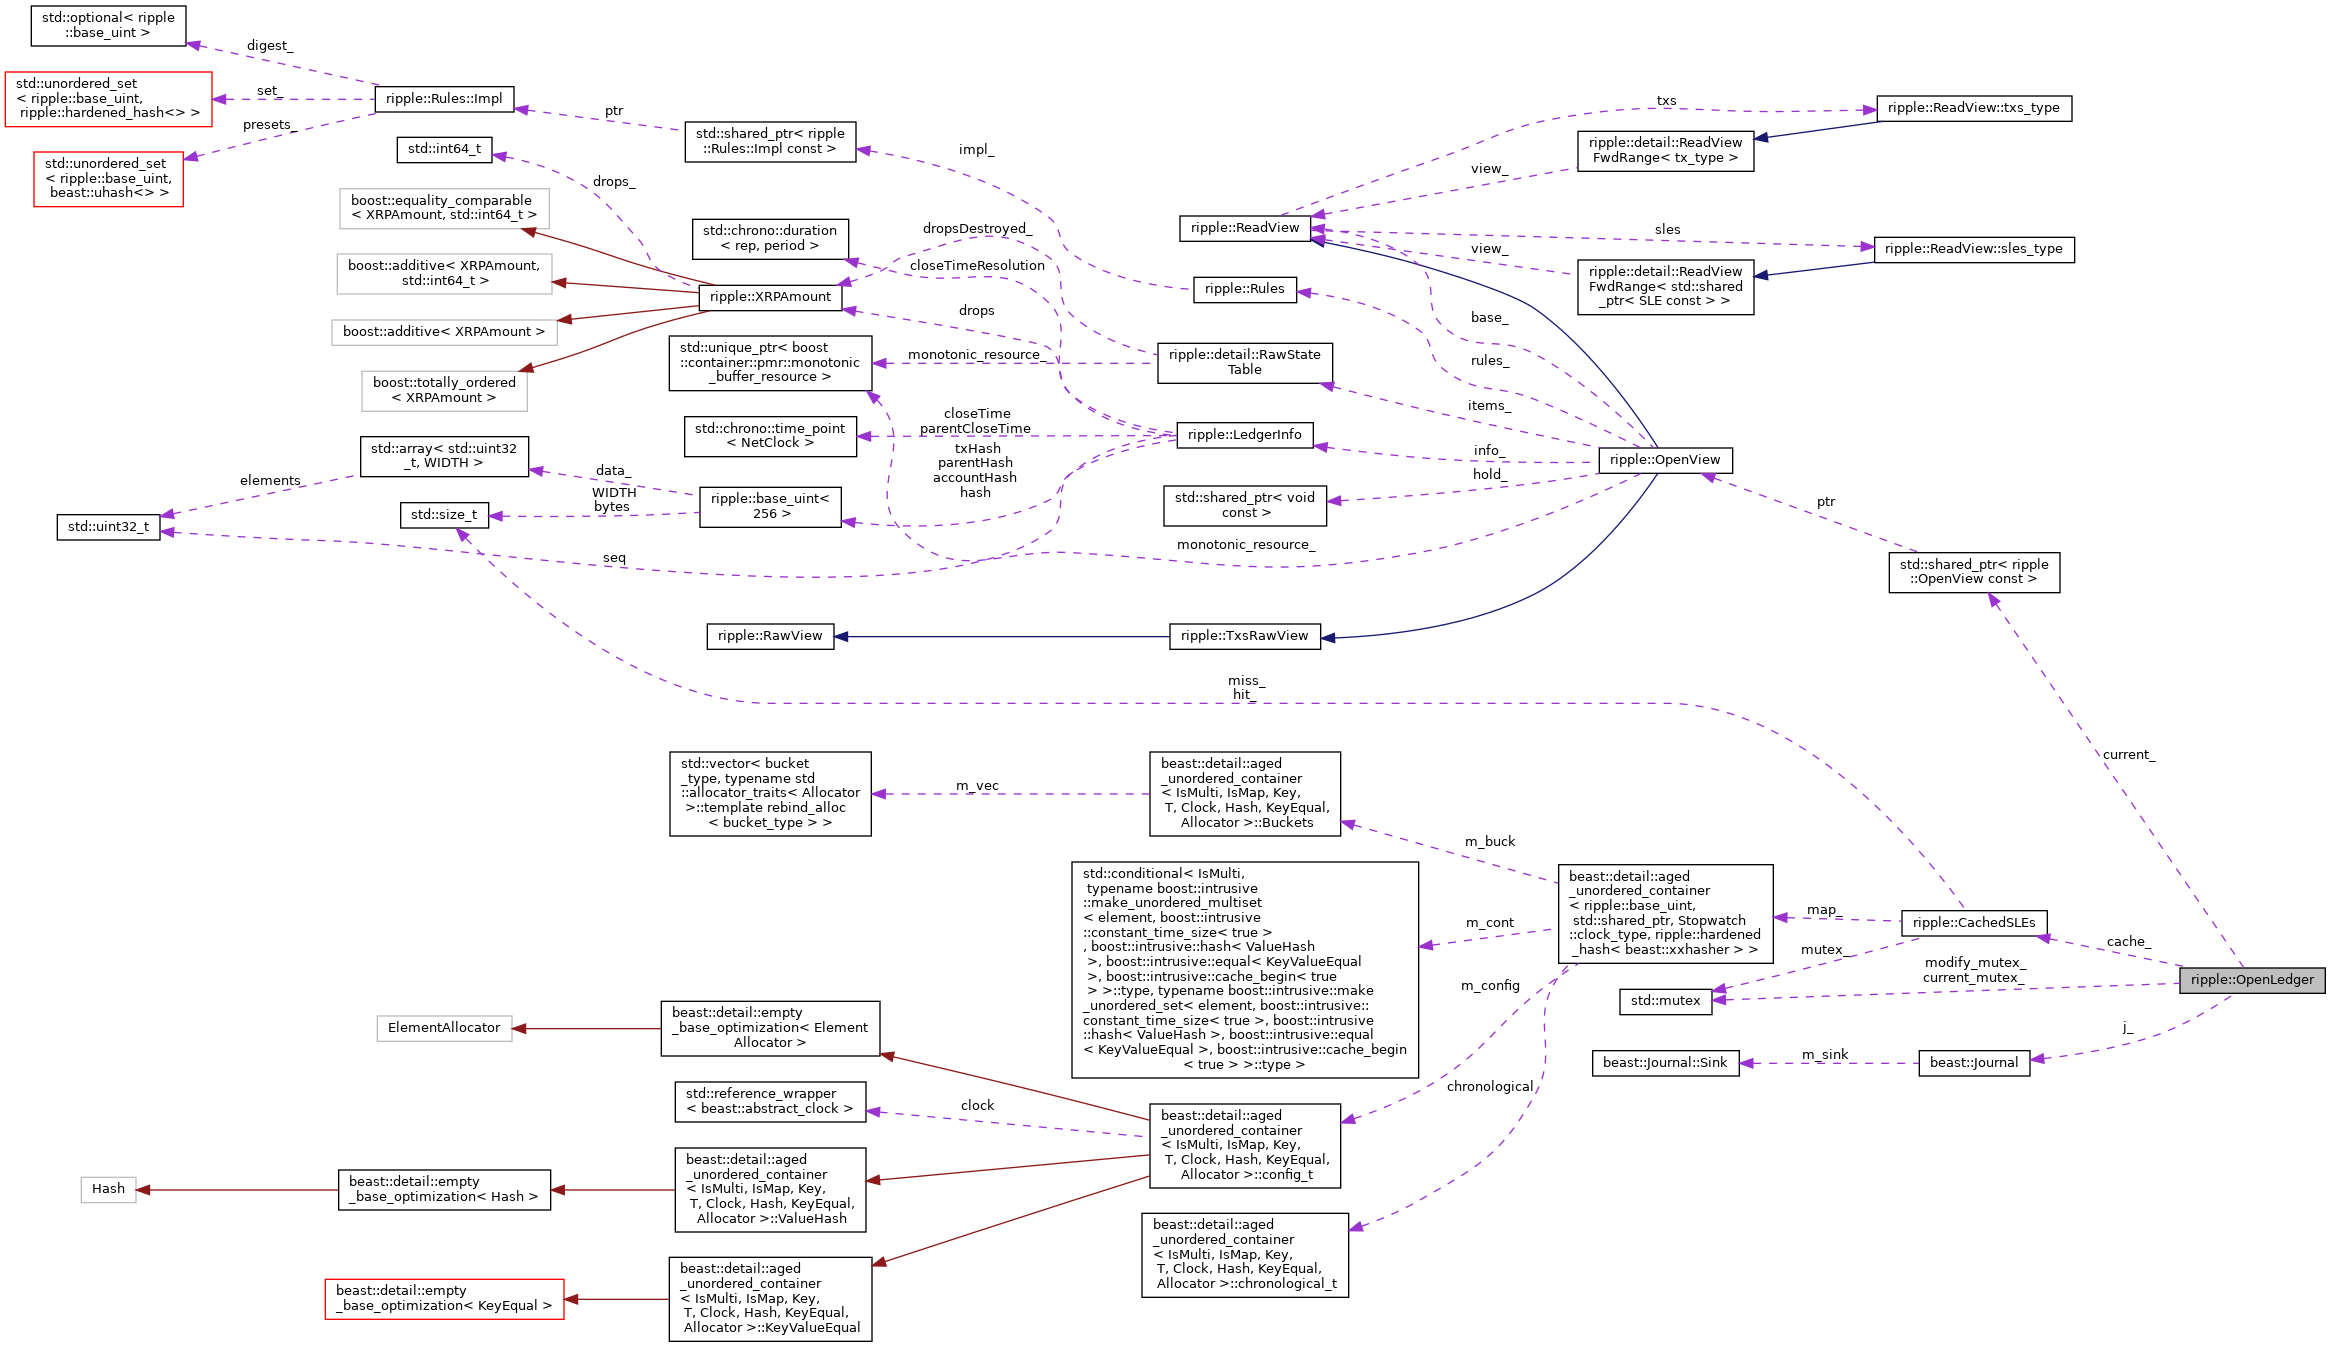 std::optional< ripple
::base_uint >
digest_
std::unordered_set
< ripple::base_uint,
ripple::hardened_hash<> >
set_
ripple::Rules::Impl
presets_
std::unordered_set
< ripple::base_uint,
beast::uhash<> >
ptr
std::shared_ptr< ripple
::Rules::Impl const >
impl_
std::int64_t
drops_
boost::equality_comparable
< XRPAmount, std::int64_t >
boost::additive< XRPAmount,
std::int64_t >
boost::additive< XRPAmount >
boost::totally_ordered
< XRPAmount >
std::chrono::duration
< rep, period >
ripple::XRPAmount
dropsDestroyed_
closeTimeResolution
drops
std::unique_ptr< boost
::container::pmr::monotonic
_buffer_resource >
monotonic_resource_
std::chrono::time_point
< NetClock >
closeTime
parentCloseTime
txHash
parentHash
accountHash
hash
std::array< std::uint32
_t, WIDTH >
elements
data_
WIDTH
bytes
ripple::base_uint<
256 >
std::size_t
std::uint32_t
seq
monotonic_resource_
txs
ripple::ReadView::txs_type
ripple::detail::ReadView
FwdRange< tx_type >
view_
ripple::ReadView
sles
ripple::ReadView::sles_type
view_
ripple::detail::ReadView
FwdRange< std::shared
_ptr< SLE const > >
ripple::Rules
base_
rules_
ripple::detail::RawState
Table
items_
ripple::LedgerInfo
info_
ripple::OpenView
hold_
std::shared_ptr< void
const >
ptr
std::shared_ptr< ripple
::OpenView const >
ripple::RawView
ripple::TxsRawView
miss_
hit_
current_
std::vector< bucket
_type, typename std
::allocator_traits< Allocator
>::template rebind_alloc
< bucket_type > >
m_vec
beast::detail::aged
_unordered_container
< IsMulti, IsMap, Key,
T, Clock, Hash, KeyEqual,
Allocator >::Buckets
m_buck
std::conditional< IsMulti,
typename boost::intrusive
::make_unordered_multiset
< element, boost::intrusive
::constant_time_size< true >
, boost::intrusive::hash< ValueHash
>, boost::intrusive::equal< KeyValueEqual
>, boost::intrusive::cache_begin< true
> >::type, typename boost::intrusive::make
_unordered_set< element, boost::intrusive::
constant_time_size< true >, boost::intrusive
::hash< ValueHash >, boost::intrusive::equal
< KeyValueEqual >, boost::intrusive::cache_begin
< true > >::type >
m_cont
m_config
chronological
beast::detail::aged
_unordered_container
< ripple::base_uint,
std::shared_ptr, Stopwatch
::clock_type, ripple::hardened
_hash< beast::xxhasher > >
map_
ripple::CachedSLEs
cache_
mutex_
modify_mutex_
current_mutex_
std::mutex
ripple::OpenLedger
j_
beast::Journal::Sink
m_sink
beast::Journal
ElementAllocator
beast::detail::empty
_base_optimization< Element
Allocator >
std::reference_wrapper
< beast::abstract_clock >
clock
beast::detail::aged
_unordered_container
< IsMulti, IsMap, Key,
T, Clock, Hash, KeyEqual,
Allocator >::config_t
Hash
beast::detail::empty
_base_optimization< Hash >
beast::detail::aged
_unordered_container
< IsMulti, IsMap, Key,
T, Clock, Hash, KeyEqual,
Allocator >::ValueHash
beast::detail::aged
_unordered_container
< IsMulti, IsMap, Key,
T, Clock, Hash, KeyEqual,
Allocator >::chronological_t
beast::detail::empty
_base_optimization< KeyEqual >
beast::detail::aged
_unordered_container
< IsMulti, IsMap, Key,
T, Clock, Hash, KeyEqual,
Allocator >::KeyValueEqual